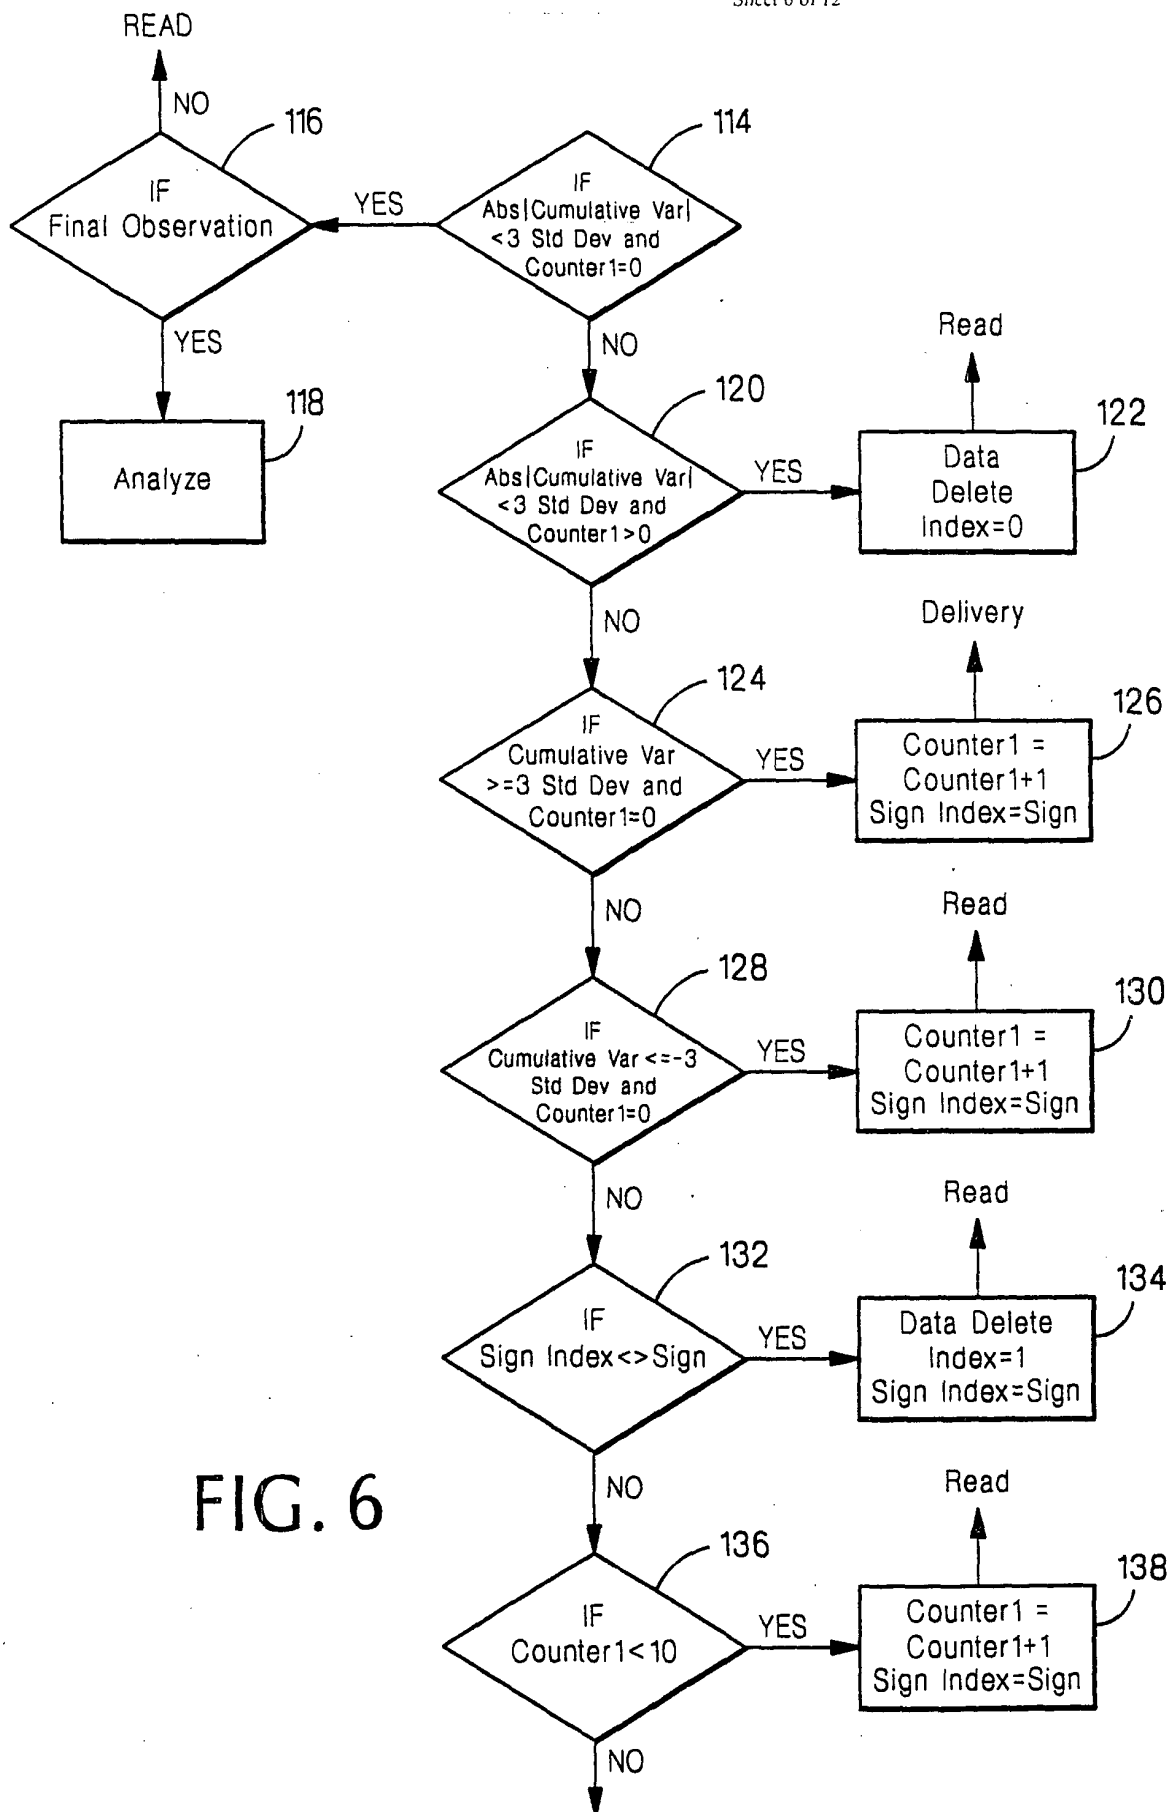 Sheet 6 of 12
READ
NO
116
IF
Final Observation
YES
114
IF
Abs|Cumulative Var|
<3 Std Dev and
Counter1=0
YES
118
Analyze
NO
120
IF
Abs|Cumulative Var|
<3 Std Dev and
Counter1>0
YES
Read
122
Data
Delete
Index=0
NO
124
IF
Cumulative Var
>=3 Std Dev and
Counter1=0
YES
Delivery
126
Counter1 =
Counter1+1
Sign Index=Sign
NO
128
IF
Cumulative Var <=-3
Std Dev and
Counter1=0
YES
Read
130
Counter1 =
Counter1+1
Sign Index=Sign
NO
132
IF
Sign Index<>Sign
YES
Read
134
Data Delete
Index=1
Sign Index=Sign
NO
136
IF
Counter1<10
YES
Read
138
Counter1 =
Counter1+1
Sign Index=Sign
NO
FIG. 6